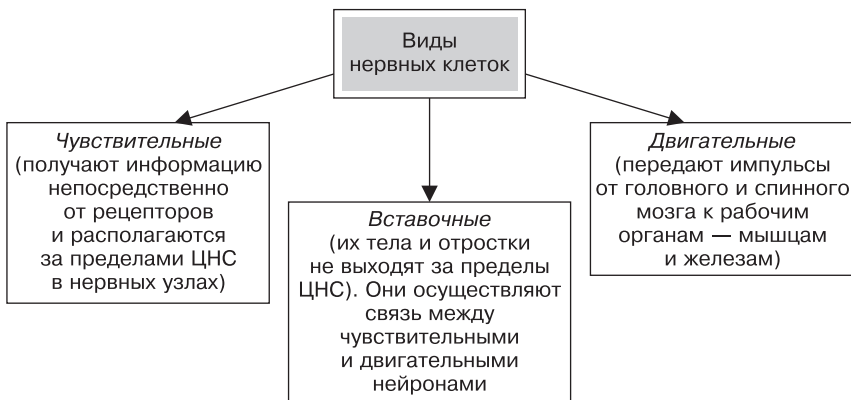 Виды
нервных клеток
Чувствительные
(получают информацию
непосредственно
от рецепторов
и располагаются
за пределами ЦНС
в нервных узлах)
Вставочные
(их тела и отростки
не выходят за пределы
ЦНС). Они осуществляют
связь между
чувствительными
и двигательными
нейронами
Двигательные
(передают импульсы
от головного и спинного
мозга к рабочим
органам — мышцам
и железам)